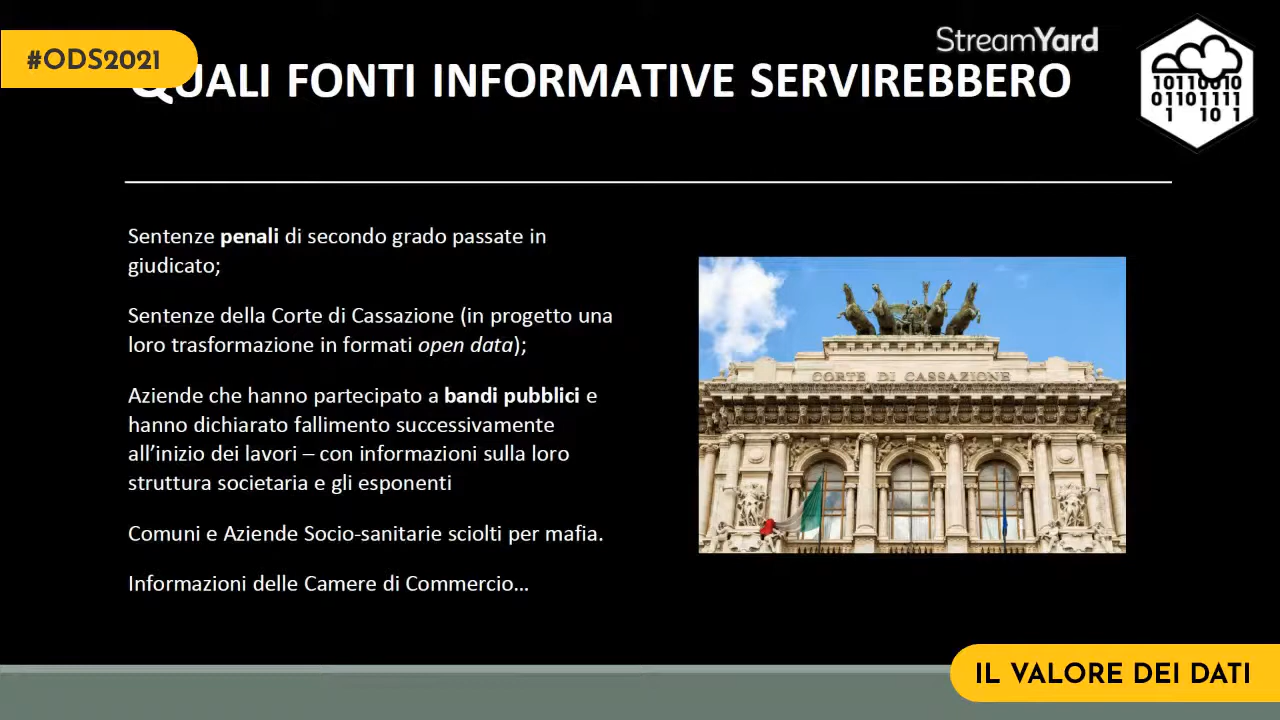 #ODS2021
StreamYard
QUALI FONTI INFORMATIVE SERVIREBBERO
10110010
01101111
1 10 1
Sentenze penali di secondo grado passate in
giudicato;
Sentenze della Corte di Cassazione (in progetto una
loro trasformazione in formati open data);
Aziende che hanno partecipato a bandi pubblici e
hanno dichiarato fallimento successivamente
all’inizio dei lavori – con informazioni sulla loro
struttura societaria e gli esponenti
Comuni e Aziende Socio-sanitarie sciolti per mafia.
Informazioni delle Camere di Commercio…
CORTE DI CASSAZIONE
IL VALORE DEI DATI